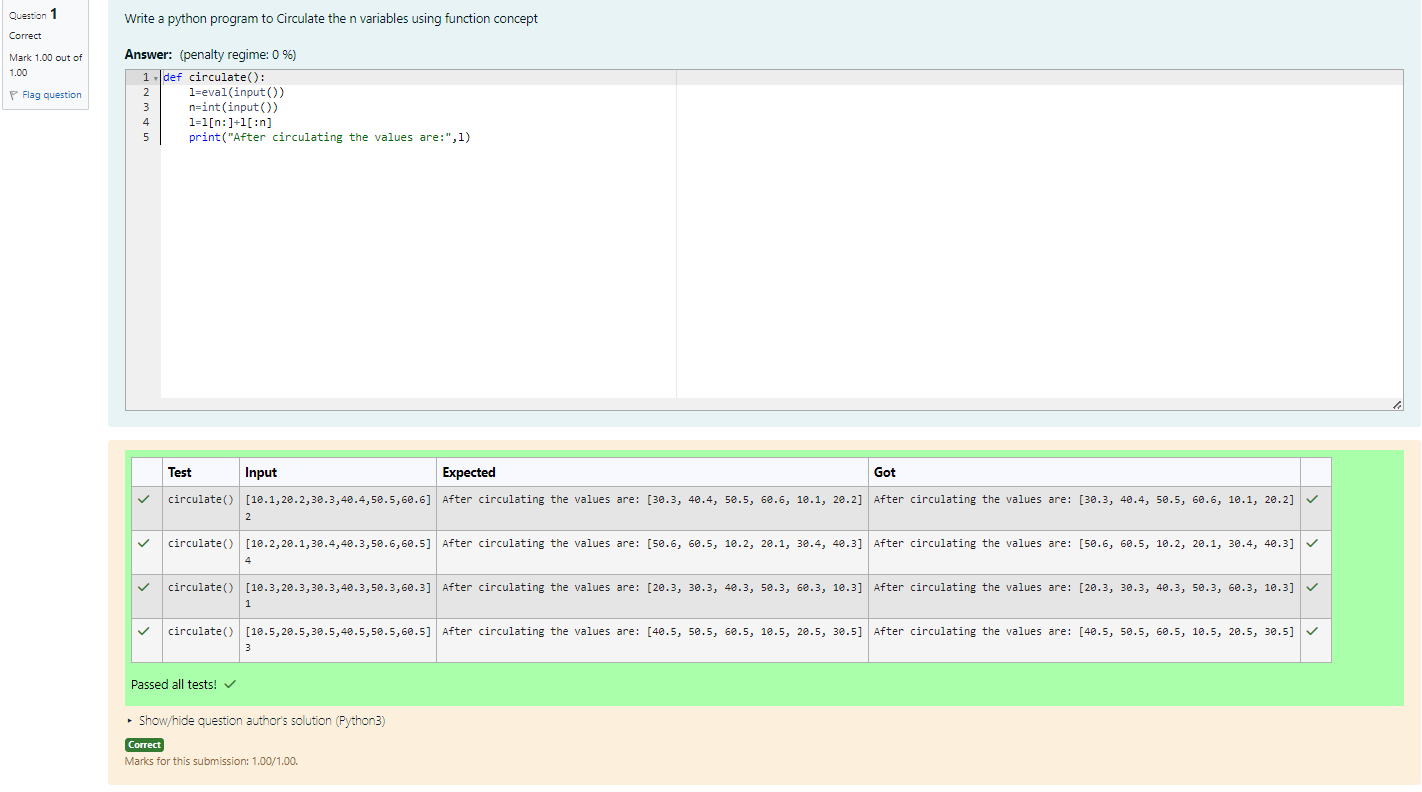 Question 1
Correct
Mark 1.00 out of
1.00
Flag question
Write a python program to Circulate the n variables using function concept
Answer: (penalty regime: 0 %)
1 def circulate():
2 l=eval(input())
3 n=int(input())
4 l=l[n:]+l[:n]
5 print("After circulating the values are:",l)
Test Input Expected Got
circulate() [10.1,20.2,30.3,40.4,50.5,60.6] After circulating the values are: [30.3, 40.4, 50.5, 60.6, 10.1, 20.2] After circulating the values are: [30.3, 40.4, 50.5, 60.6, 10.1, 20.2]
2
circulate() [10.2,20.1,30.4,40.3,50.6,60.5] After circulating the values are: [50.6, 60.5, 10.2, 20.1, 30.4, 40.3] After circulating the values are: [50.6, 60.5, 10.2, 20.1, 30.4, 40.3]
4
circulate() [10.3,20.3,30.3,40.3,50.3,60.3] After circulating the values are: [20.3, 30.3, 40.3, 50.3, 60.3, 10.3] After circulating the values are: [20.3, 30.3, 40.3, 50.3, 60.3, 10.3]
1
circulate() [10.5,20.5,30.5,40.5,50.5,60.5] After circulating the values are: [40.5, 50.5, 60.5, 10.5, 20.5, 30.5] After circulating the values are: [40.5, 50.5, 60.5, 10.5, 20.5, 30.5]
3
Passed all tests!
Show/hide question author's solution (Python3)
Correct
Marks for this submission: 1.00/1.00.